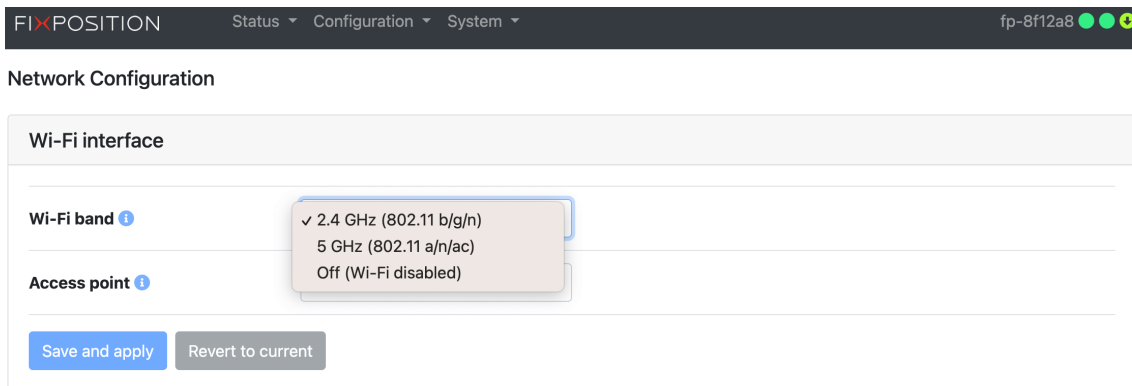 FIXPOSITION Status Configuration System fp-8f12a8
Network Configuration
Wi-Fi interface
Wi-Fi band
✓ 2.4 GHz (802.11 b/g/n)
5 GHz (802.11 a/n/ac)
Off (Wi-Fi disabled)
Access point
Save and apply Revert to current